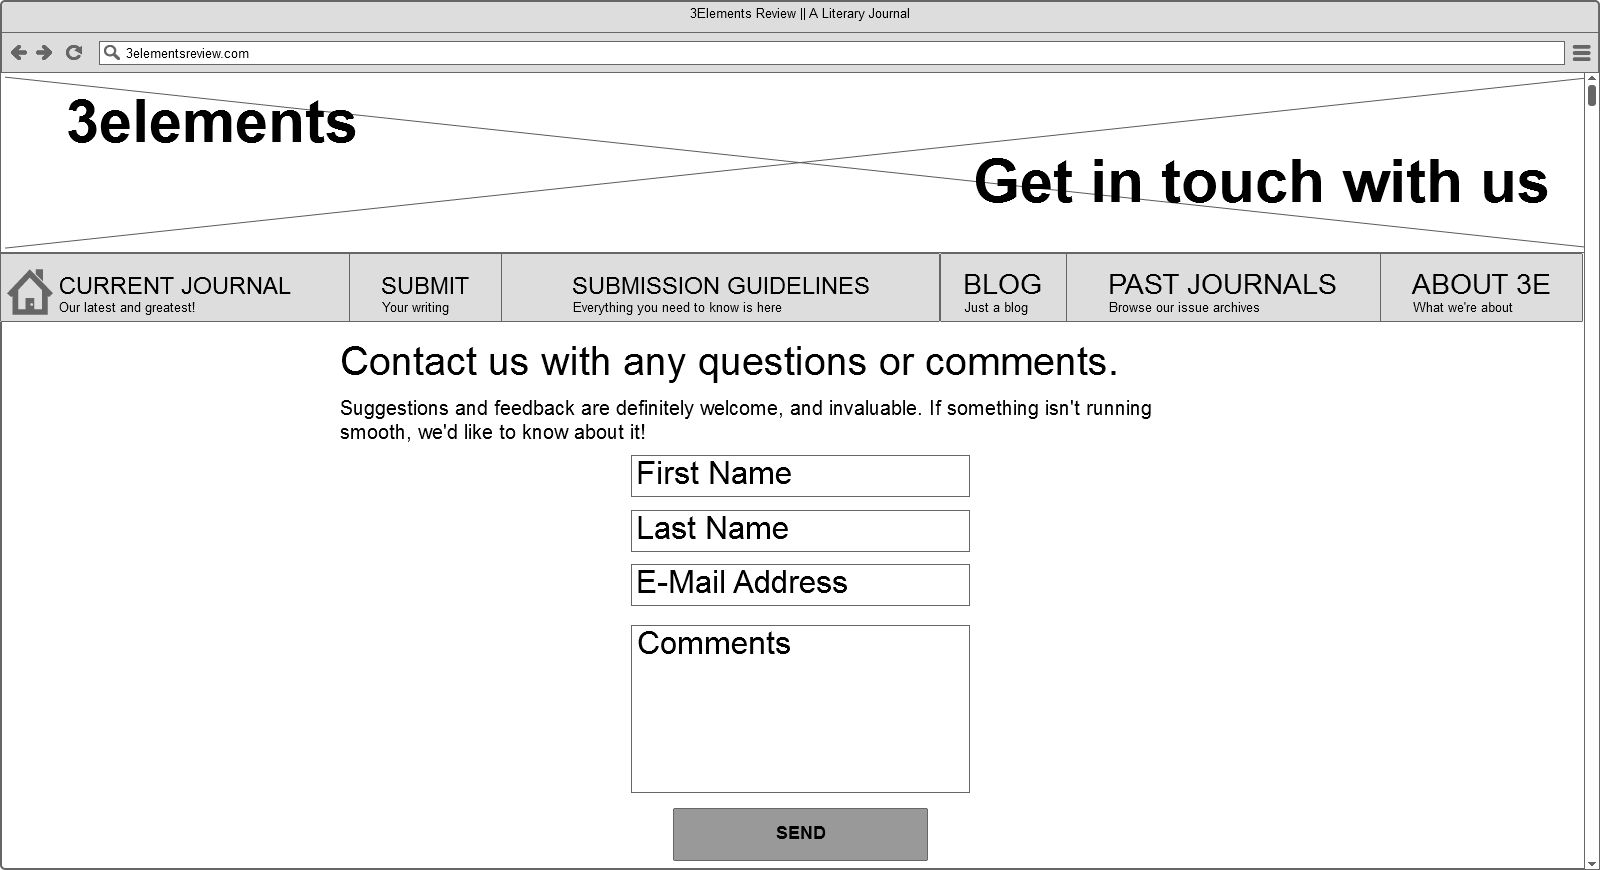 3Elements Review || A Literary Journal
3elementsreview.com
3elements
Get in touch with us
CURRENT JOURNAL
Our latest and greatest!
SUBMIT
Your writing
SUBMISSION GUIDELINES
Everything you need to know is here
BLOG
Just a blog
PAST JOURNALS
Browse our issue archives
ABOUT 3E
What we're about
Contact us with any questions or comments.
Suggestions and feedback are definitely welcome, and invaluable. If something isn't running
smooth, we'd like to know about it!
First Name
Last Name
E-Mail Address
Comments
SEND